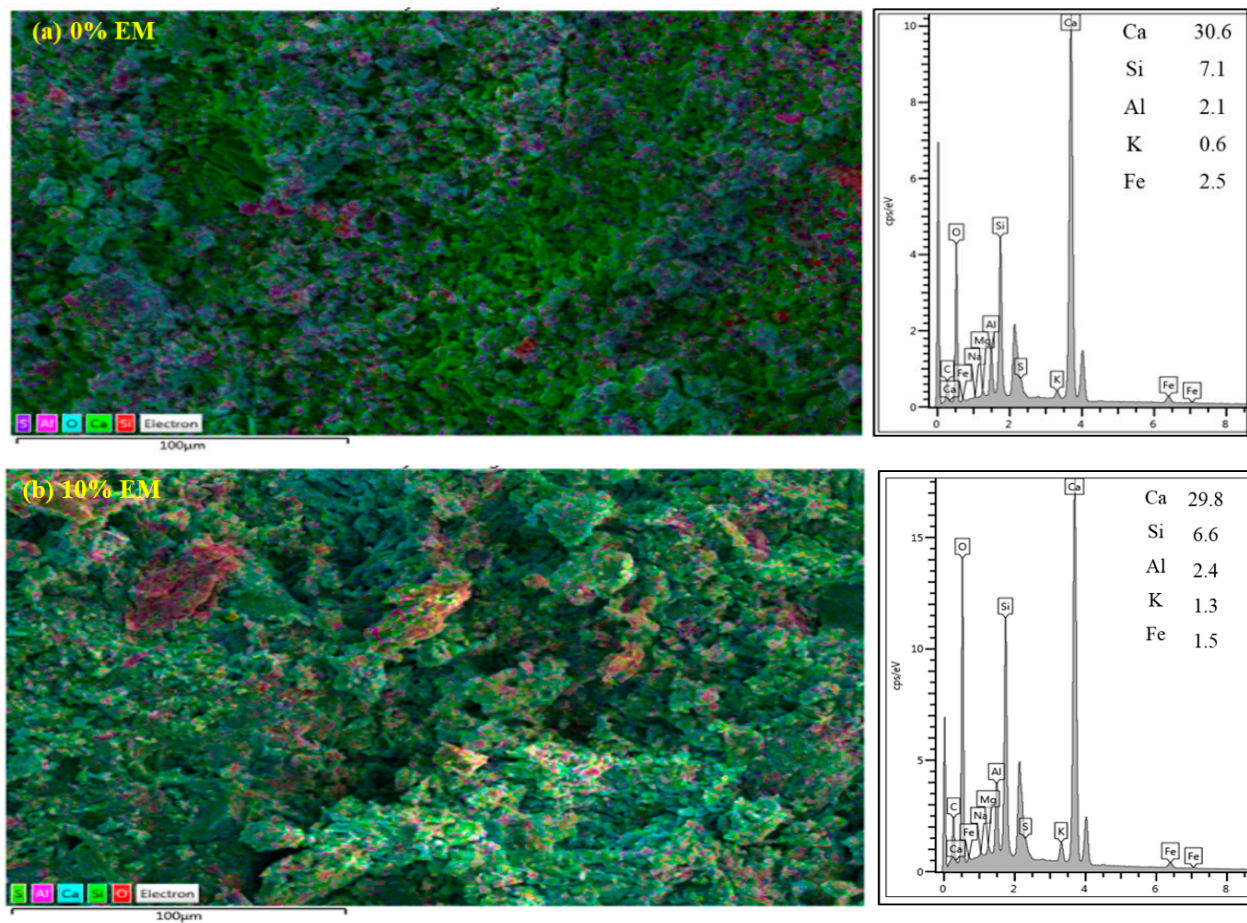 (a) 0% EM
S Al O Ca Si Electron
100µm
Ca 30.6
Si 7.1
Al 2.1
K 0.6
Fe 2.5
10
8
6
4
2
0
cps/eV
Ca
O
Si
Al
Mg
Na
C
Fe
Ca
S
K
Fe
Fe
0 2 4 6 8
(b) 10% EM
S Al Ca Si O Electron
100µm
Ca 29.8
Si 6.6
Al 2.4
K 1.3
Fe 1.5
15
10
5
0
cps/eV
Ca
O
Si
Al
Mg
C
Na
Fe
Ca
S
K
Fe
Fe
0 2 4 6 8